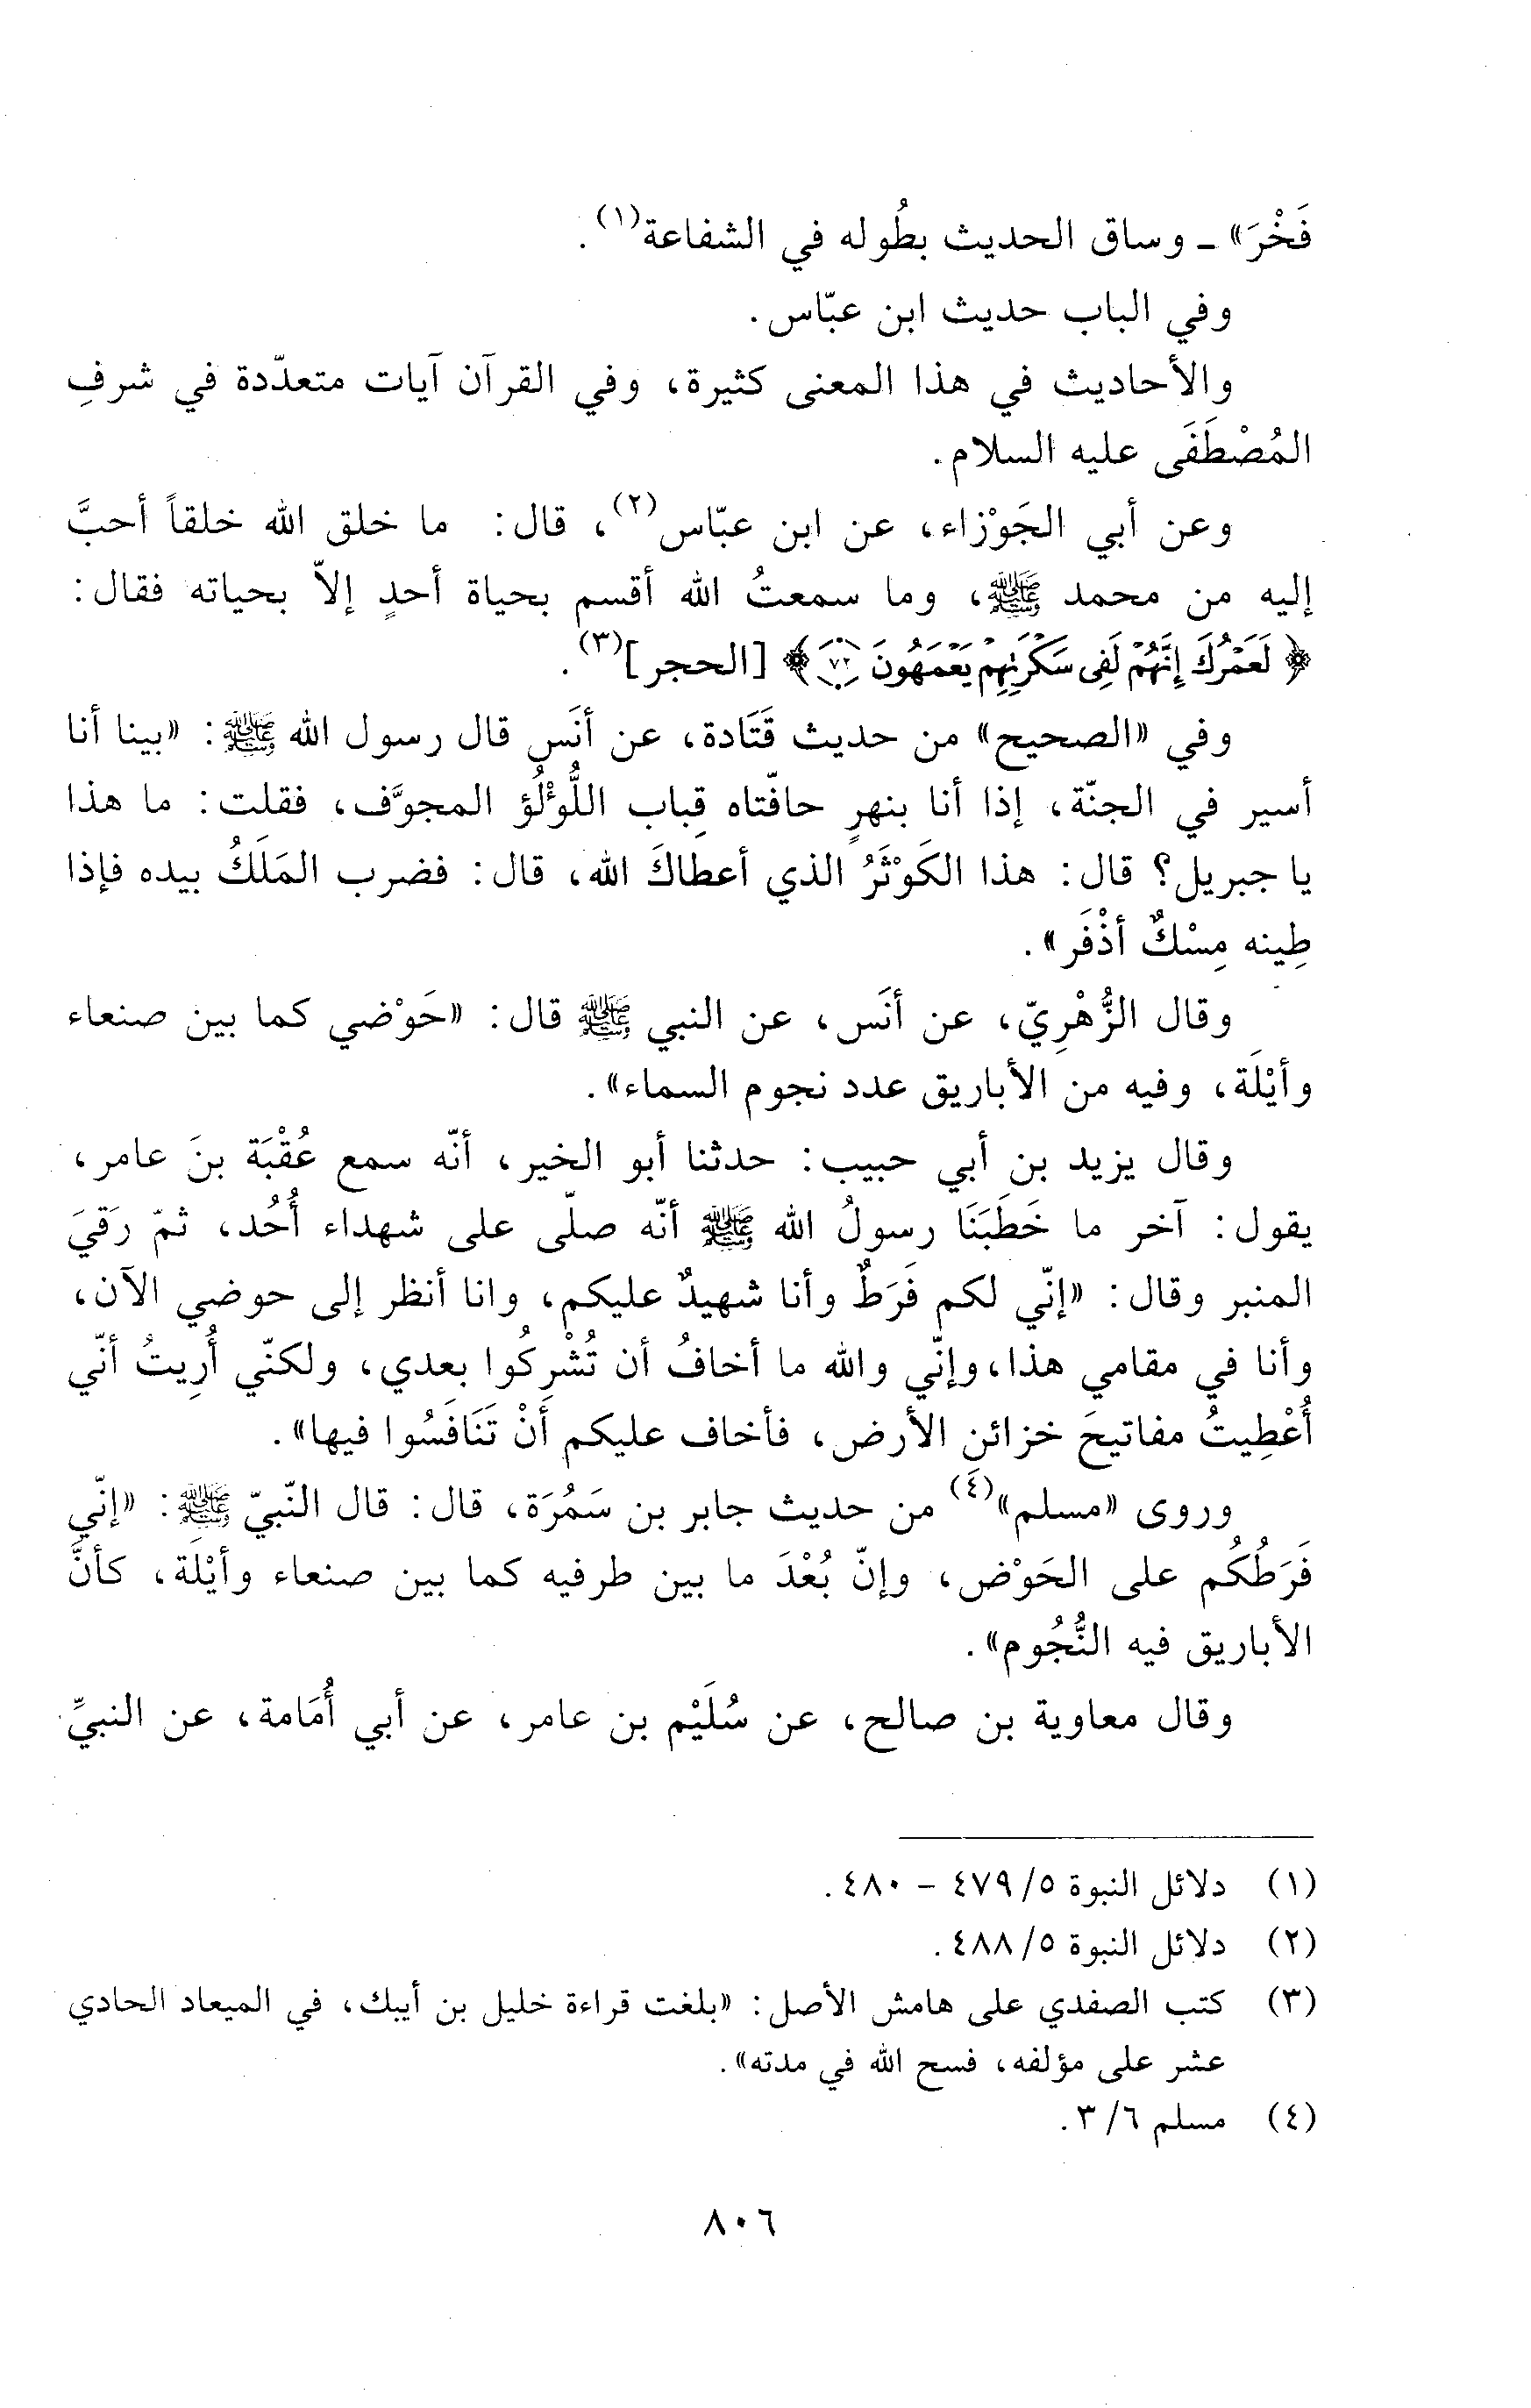 فَخْرَ» ـ وساق الحديث بطُوله في الشفاعة(١).
وفي الباب حديث ابن عبّاس.
والأحاديث في هذا المعنى كثيرة، وفي القرآن آيات متعدّدة في شرفِ
المُصْطَفَى عليه السلام.
وعن أبي الجَوْزاء، عن ابن عبّاس(٢)، قال: ما خلق الله خلقاً أحبَّ
إليه من محمد ﷺ، وما سمعتُ الله أقسم بحياة أحدٍ إلاّ بحياته فقال:
﴿ لَعَمْرُكَ إِنَّهُمْ لَفِى سَكْرَتِهِمْ يَعْمَهُونَ ٧٢ ﴾ [الحجر](٣).
وفي «الصحيح» من حديث قَتَادة، عن أنَس قال رسول الله ﷺ: «بينا أنا
أسير في الجنّة، إذا أنا بنهرٍ حافّتاه قِباب اللُّؤْلُؤ المجوَّف، فقلت: ما هذا
يا جبريل؟ قال: هذا الكَوْثَرُ الذي أعطاكَ الله، قال: فضرب المَلَكُ بيده فإذا
طِينه مِسْكٌ أذْفَر».
وقال الزُّهْرِيّ، عن أنَس، عن النبي ﷺ قال: «حَوْضي كما بين صنعاء
وأيْلَة، وفيه من الأباريق عدد نجوم السماء».
وقال يزيد بن أبي حبيب: حدثنا أبو الخير، أنّه سمع عُقْبَة بنَ عامر،
يقول: آخر ما خَطَبَنَا رسولُ الله ﷺ أنّه صلّى على شهداء أُحُد، ثمّ رَقيَ
المنبر وقال: «إنّي لكم فَرَطٌ وأنا شهيدٌ عليكم، وانا أنظر إلى حوضي الآن،
وأنا في مقامي هذا، وإنّي والله ما أخافُ أن تُشْرِكُوا بعدي، ولكنّي أُرِيتُ أنّي
أُعْطِيتُ مفاتيحَ خزائن الأرض، فأخاف عليكم أَنْ تَنَافَسُوا فيها».
وروى «مسلم»(٤) من حديث جابر بن سَمُرَة، قال: قال النّبيّ ﷺ: «إنّي
فَرَطُكُم على الحَوْض، وإنّ بُعْدَ ما بين طرفيه كما بين صنعاء وأيْلَة، كأنَّ
الأباريق فيه النُّجُوم».
وقال معاوية بن صالح، عن سُلَيْم بن عامر، عن أبي أُمَامة، عن النبيِّ
(١) دلائل النبوة ٥/ ٤٧٩ – ٤٨٠.
(٢) دلائل النبوة ٥/ ٤٨٨.
(٣) كتب الصفدي على هامش الأصل: «بلغت قراءة خليل بن أيبك، في الميعاد الحادي
عشر على مؤلفه، فسح الله في مدته».
(٤) مسلم ٦/ ٣.
٨٠٦